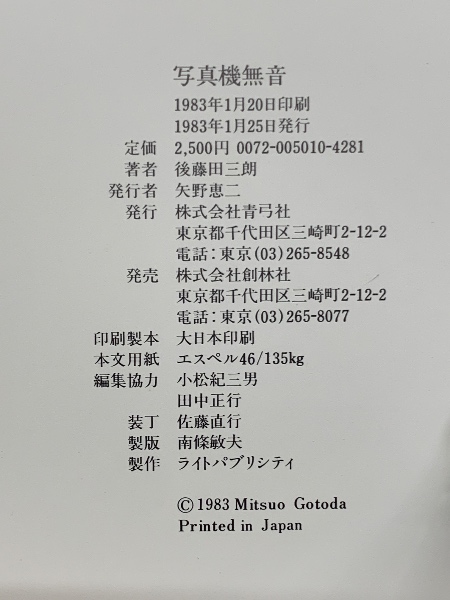 写真機無音
1983年1月20日印刷
1983年1月25日発行
定価 2,500円 0072-005010-4281
著者 後藤田三朗
発行者 矢野恵二
発行 株式会社青弓社
東京都千代田区三崎町2-12-2
電話:東京(03)265-8548
発売 株式会社創林社
東京都千代田区三崎町2-12-2
電話:東京(03)265-8077
印刷製本 大日本印刷
本文用紙 エスペル46/135kg
編集協力 小松紀三男
田中正行
装丁 佐藤直行
製版 南條敏夫
製作 ライトパブリシティ
© 1983 Mitsuo Gotoda
Printed in Japan